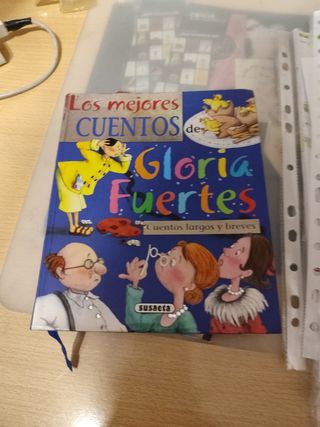 Los mejores
CUENTOS de
Gloria
Fuertes
Cuentos largos y breves
susaeta